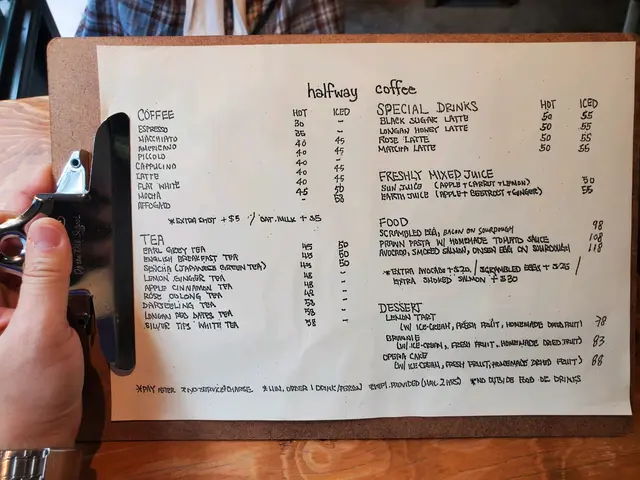 halfway coffee
COFFEE HOT ICED
ESPRESSO 30 -
MACCHIATO 35 -
AMERICANO 40 45
PICCOLO 40 -
CAPPUCINO 40 45
LATTE 40 45
FLAT WHITE 40 45
MOCHA 45 50
AFFOGATO - 58
*EXTRA SHOT +$5 / OAT MILK +$5
TEA
EARL GREY TEA 45 50
ENGLISH BREAKFAST TEA 45 50
SENCHA (JAPANESE GREEN TEA) 45 50
LEMON GINGER TEA 48 -
APPLE CINNAMON TEA 48 -
ROSE OOLONG TEA 48 -
DARJEELING TEA 58 -
LONGAN RED DATES TEA 58 -
SILVER TIPS WHITE TEA 58 -
SPECIAL DRINKS HOT ICED
BLACK SUGAR LATTE 50 55
LONGAN HONEY LATTE 50 55
ROSE LATTE 50 55
MATCHA LATTE 50 55
FRESHLY MIXED JUICE
SUN JUICE (APPLE+CARROT+LEMON) 50
EARTH JUICE (APPLE+BEETROOT+GINGER) 55
FOOD
SCRAMBLED EGG, BACON ON SOURDOUGH 98
PRAWN PASTA W/ HOMEMADE TOMATO SAUCE 108
AVOCADO, SMOKED SALMON, ONSEN EGG ON SOURDOUGH 118
*EXTRA AVOCADO +$20 / SCRAMBLED EGGS +$25 /
EXTRA SMOKED SALMON +$30
DESSERT
LEMON TART
(W/ ICE-CREAM, FRESH FRUIT, HOMEMADE DRIED FRUIT) 78
BROWNIE
(W/ ICE-CREAM, FRESH FRUIT, HOMEMADE DRIED FRUIT) 83
OPERA CAKE
(W/ ICE-CREAM, FRESH FRUIT, HOMEMADE DRIED FRUIT) 88
*PAY AFTER *NO SERVICE CHARGE *MIN. ORDER 1 DRINK/PERSON PROVIDED (MAX. 2 HRS) *NO OUTSIDE FOOD OR DRINKS